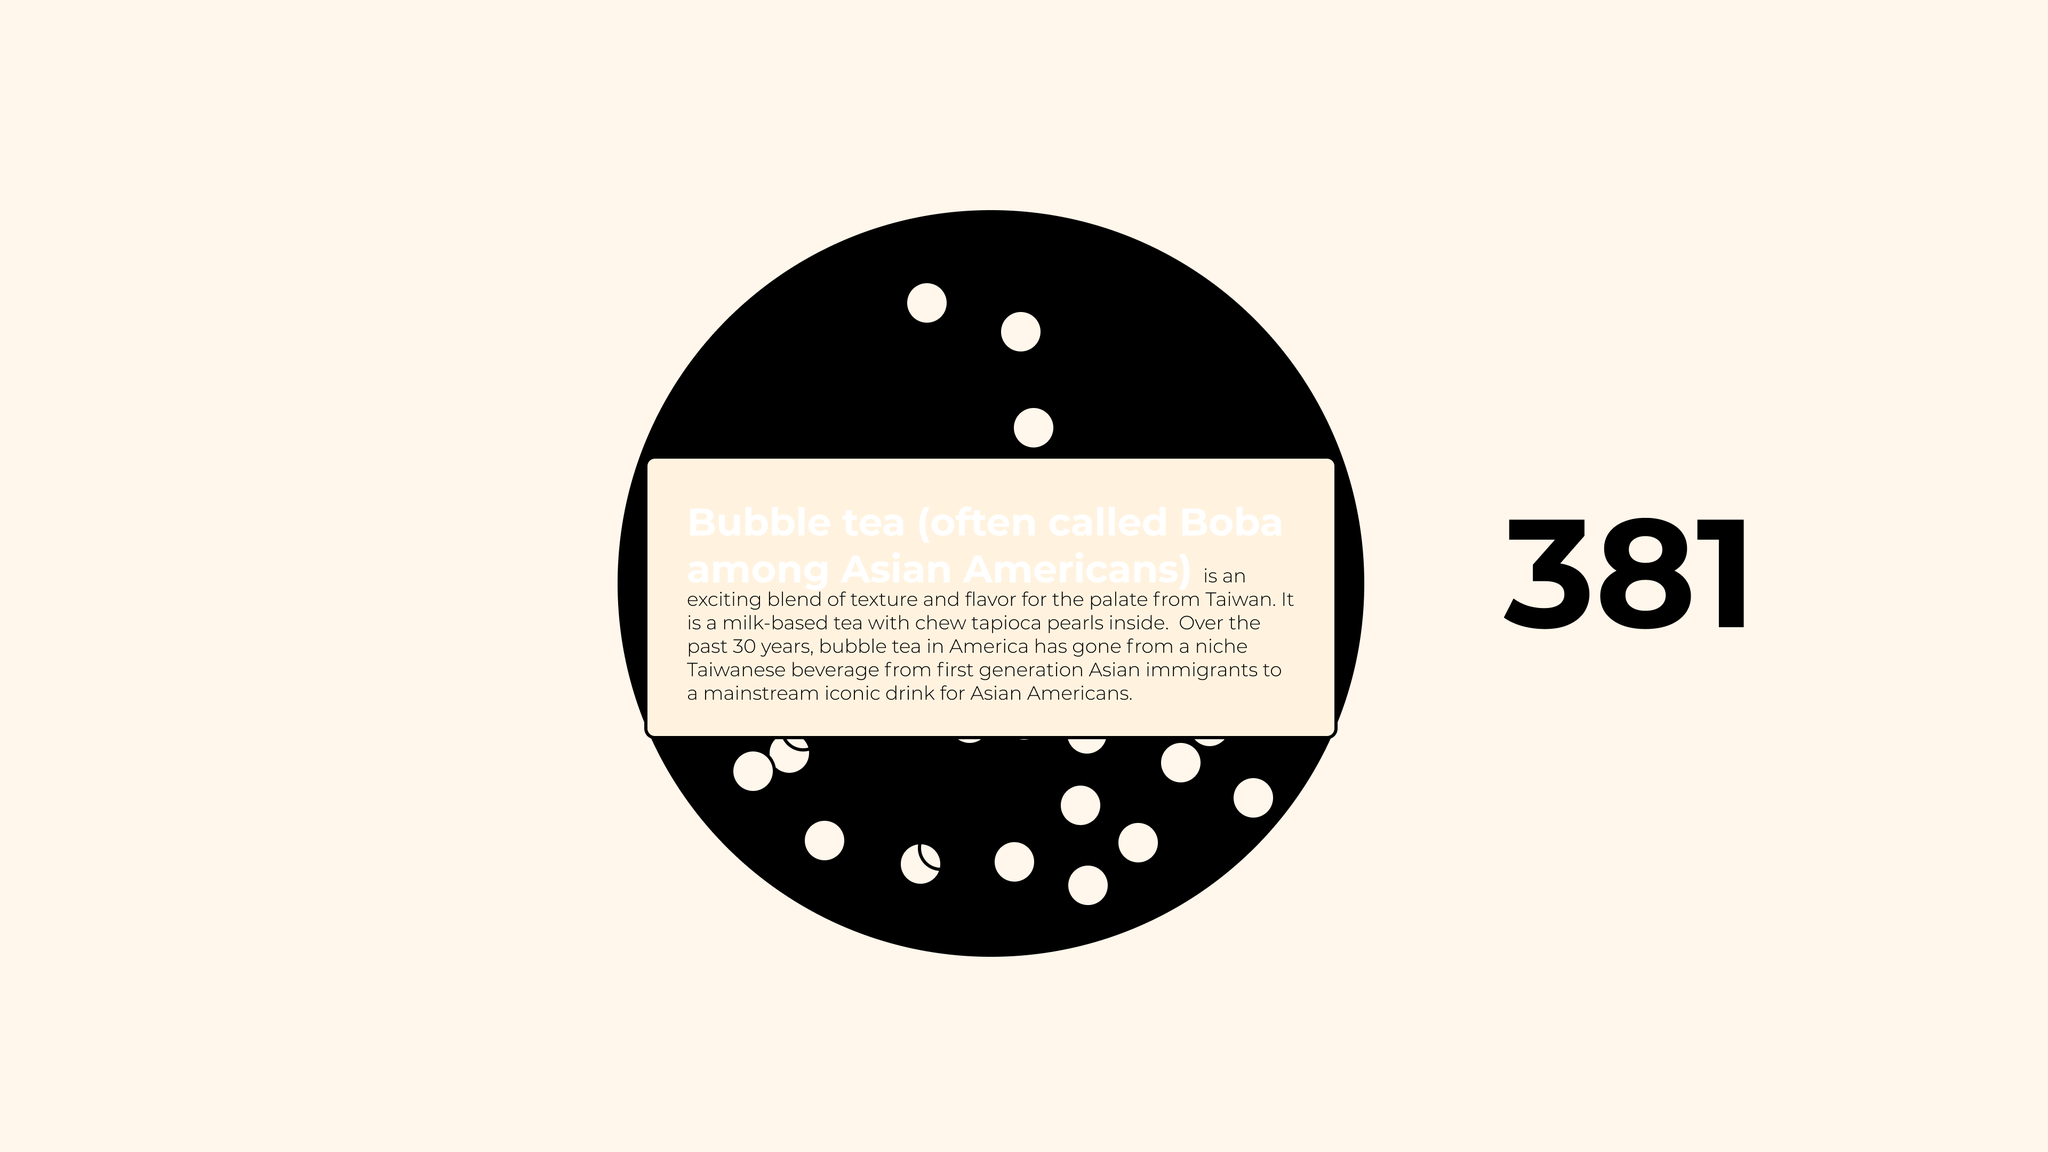 Bubble tea (often called Boba
among Asian Americans) is an
exciting blend of texture and flavor for the palate from Taiwan. It
is a milk-based tea with chew tapioca pearls inside.  Over the
past 30 years, bubble tea in America has gone from a niche
Taiwanese beverage from first generation Asian immigrants to
a mainstream iconic drink for Asian Americans.
381